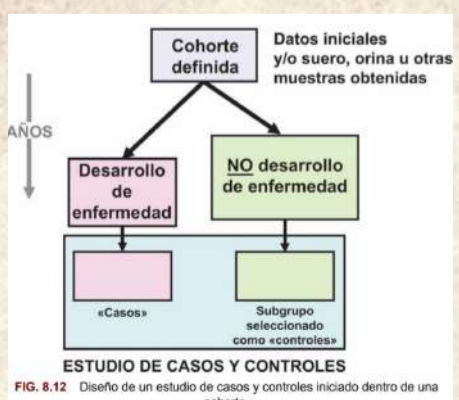 Cohorte
definida
Datos iniciales
y/o suero, orina u otras
muestras obtenidas
AÑOS
Desarrollo
de
enfermedad
NO desarrollo
de enfermedad
«Casos»
Subgrupo
seleccionado
como «controles»
ESTUDIO DE CASOS Y CONTROLES
FIG. 8.12 Diseño de un estudio de casos y controles iniciado dentro de una
cohorte